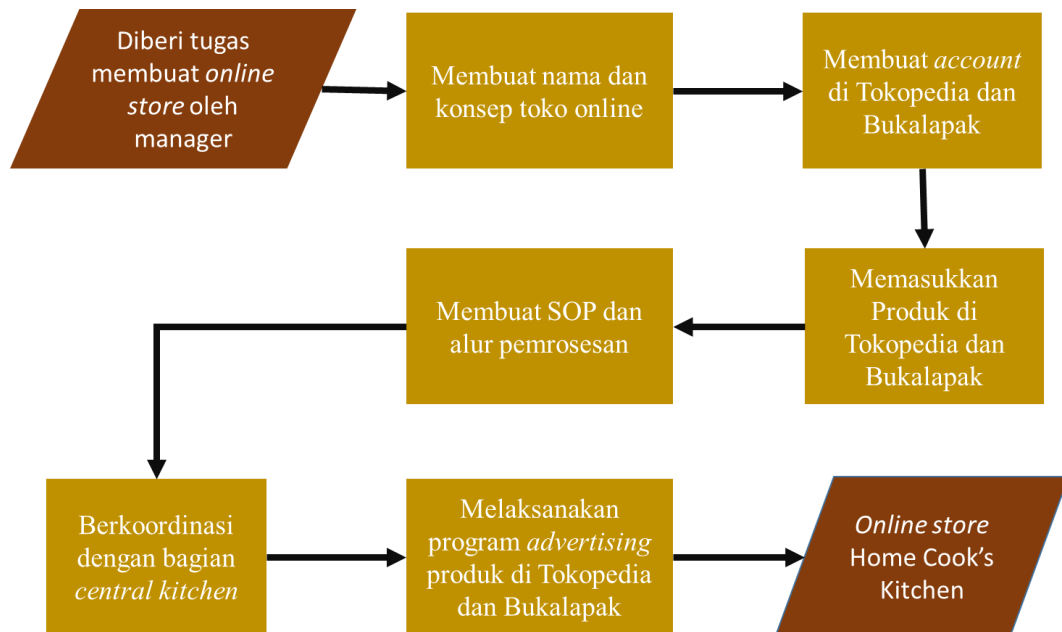 Diberi tugas
membuat online
store oleh
manager
Membuat nama dan
konsep toko online
Membuat account
di Tokopedia dan
Bukalapak
Memasukkan
Produk di
Tokopedia dan
Bukalapak
Membuat SOP dan
alur pemrosesan
Berkoordinasi
dengan bagian
central kitchen
Melaksanakan
program advertising
produk di Tokopedia
dan Bukalapak
Online store
Home Cook’s
Kitchen